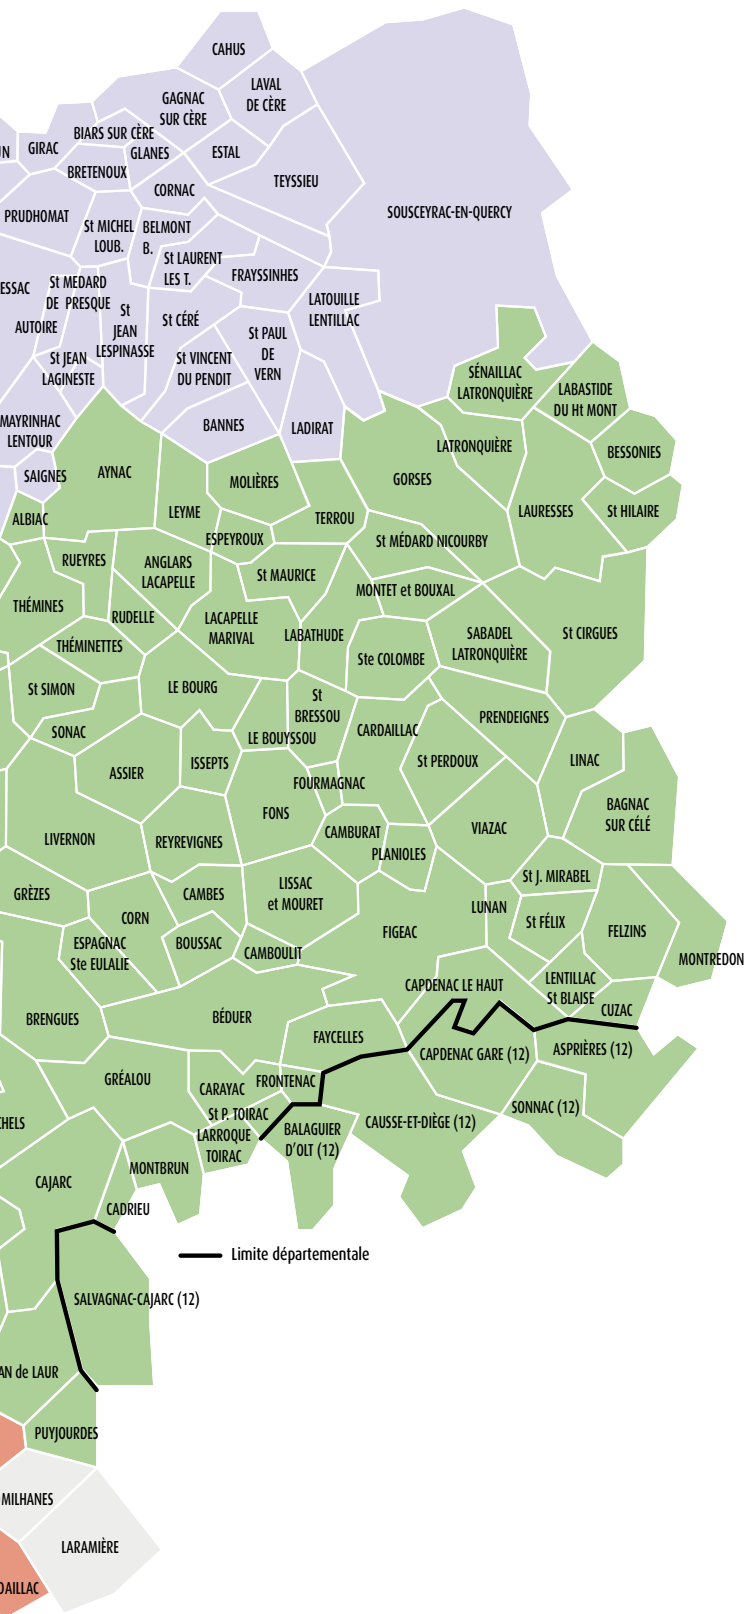 CAHUS
LAVAL
DE CÈRE
GAGNAC
SUR CÈRE
BIARS SUR CÈRE
GIRAC
GLANES
ESTAL
BRETENOUX
TEYSSIEU
CORNAC
PRUDHOMAT
SOUSCEYRAC-EN-QUERCY
St MICHEL
LOUB.
BELMONT
B.
St LAURENT
LES T.
FRAYSSINHES
ESSAC
St MEDARD
DE PRESQUE
LATOUILLE
LENTILLAC
AUTOIRE
St
JEAN
LESPINASSE
St CÉRÉ
St PAUL
DE
VERN
St JEAN
LAGINESTE
St VINCENT
DU PENDIT
SÉNAILLAC
LATRONQUIÈRE
LABASTIDE
DU Ht MONT
MAYRINHAC
LENTOUR
BANNES
LADIRAT
LATRONQUIÈRE
BESSONIES
SAIGNES
AYNAC
MOLIÈRES
GORSES
ALBIAC
LEYME
TERROU
LAURESSES
St HILAIRE
ESPEYROUX
St MÉDARD NICOURBY
RUEYRES
ANGLARS
LACAPELLE
St MAURICE
MONTET et BOUXAL
THÉMINES
RUDELLE
LACAPELLE
MARIVAL
LABATHUDE
SABADEL
LATRONQUIÈRE
St CIRGUES
THÉMINETTES
Ste COLOMBE
St SIMON
LE BOURG
St
BRESSOU
PRENDEIGNES
SONAC
LE BOUYSSOU
CARDAILLAC
ASSIER
ISSEPTS
St PERDOUX
LINAC
FOURMAGNAC
FONS
BAGNAC
SUR CÉLÉ
LIVERNON
REYREVIGNES
CAMBURAT
VIAZAC
PLANIOLES
GRÈZES
CAMBES
LISSAC
et MOURET
St J. MIRABEL
CORN
LUNAN
St FÉLIX
FIGEAC
FELZINS
ESPAGNAC
Ste EULALIE
BOUSSAC
CAMBOULIT
MONTREDON
CAPDENAC LE HAUT
LENTILLAC
St BLAISE
CUZAC
BRENGUES
BÉDUER
FAYCELLES
CAPDENAC GARE (12)
ASPRIÈRES (12)
GRÉALOU
CARAYAC
FRONTENAC
CHELS
St P. TOIRAC
CAUSSE-ET-DIÈGE (12)
SONNAC (12)
LARROQUE
TOIRAC
BALAGUIER
D'OLT (12)
CAJARC
MONTBRUN
CADRIEU
Limite départementale
SALVAGNAC-CAJARC (12)
AN de LAUR
PUYJOURDES
MILHANES
LARAMIÈRE
DAILLAC